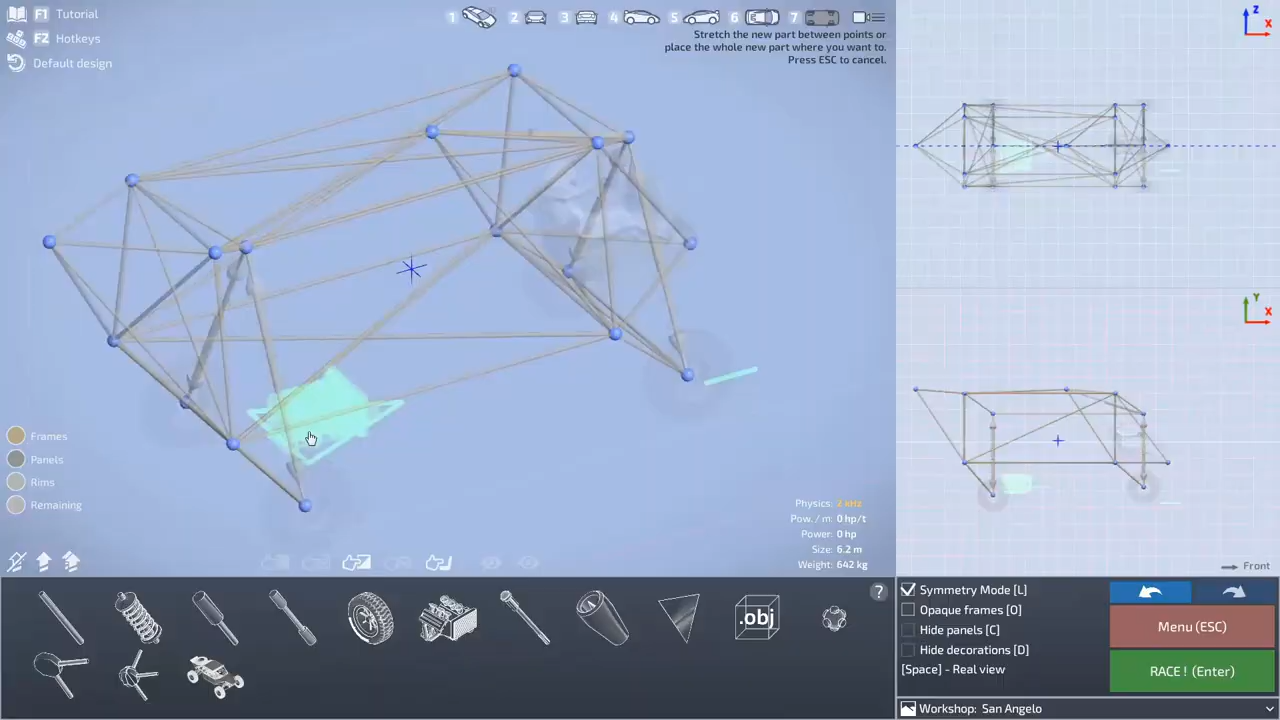 F1 Tutorial
F2 Hotkeys
Default design
1 2 3 4 5 6 7
Stretch the new part between points or
place the whole new part where you want to.
Press ESC to cancel.
Z
X
Y
X
Frames
Panels
Rims
Remaining
Physics: 2 kHz
Pow. / m: 0 hp/t
Power: 0 hp
Size: 6.2 m
Weight: 642 kg
Front
?
.obj
Symmetry Mode [L]
Opaque frames [O]
Hide panels [C]
Hide decorations [D]
[Space] - Real view
Menu (ESC)
RACE ! (Enter)
Workshop: San Angelo